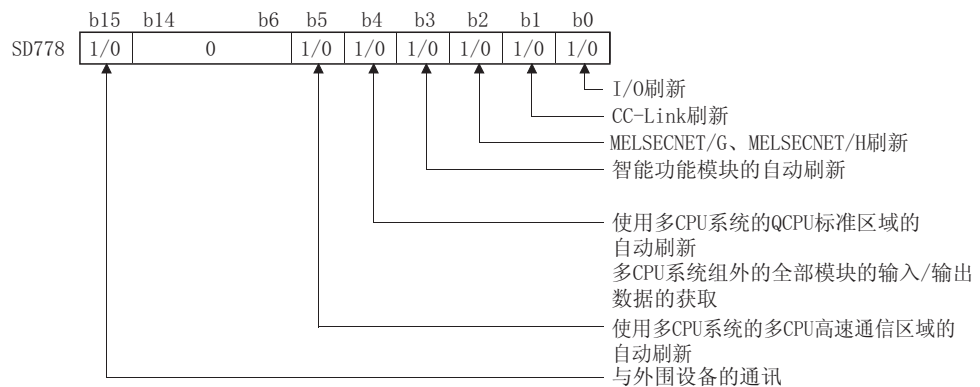 b15 b14 b6 b5 b4 b3 b2 b1 b0
SD778 1/0 0 1/0 1/0 1/0 1/0 1/0 1/0
I/O刷新
CC-Link刷新
MELSECNET/G、MELSECNET/H刷新
智能功能模块的自动刷新
使用多CPU系统的QCPU标准区域的
自动刷新
多CPU系统组外的全部模块的输入/输出
数据的获取
使用多CPU系统的多CPU高速通信区域的
自动刷新
与外围设备的通讯